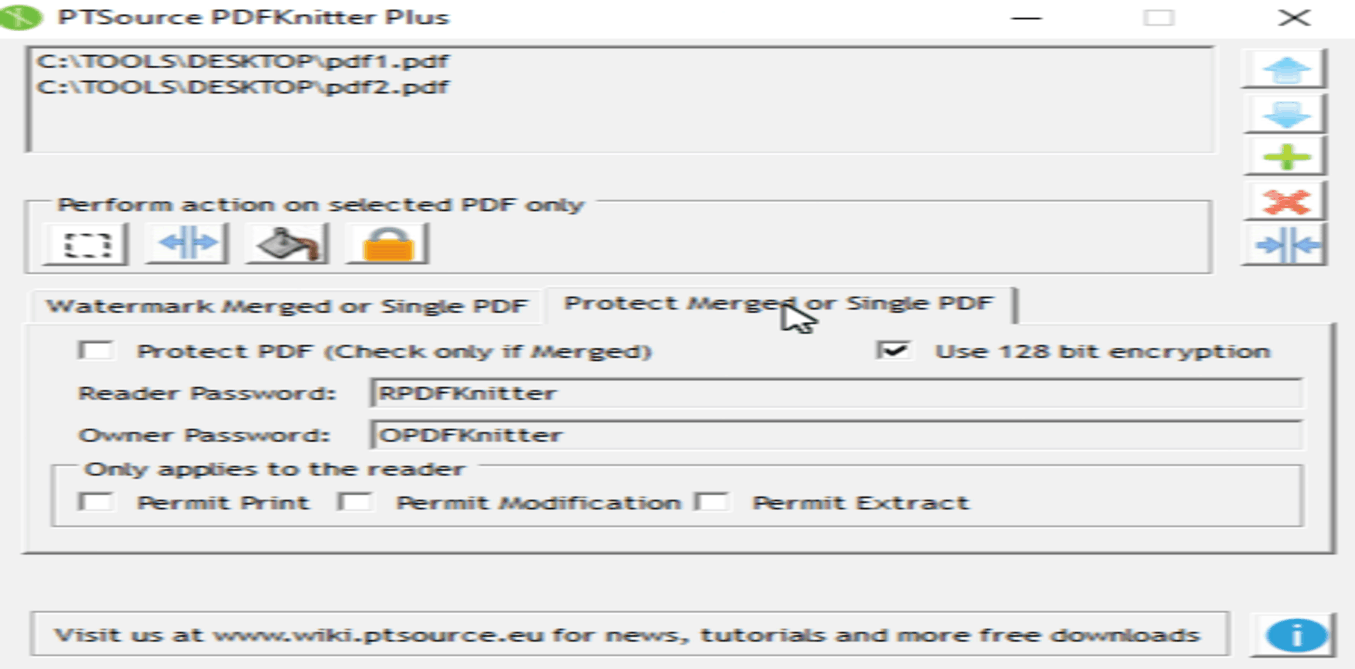 PTSource PDFKnitter Plus
C:\TOOLS\DESKTOP\pdf1.pdf
C:\TOOLS\DESKTOP\pdf2.pdf
Perform action on selected PDF only
Watermark Merged or Single PDF
Protect Merged or Single PDF
Protect PDF (Check only if Merged)
Use 128 bit encryption
Reader Password:
RPDFKnitter
Owner Password:
OPDFKnitter
Only applies to the reader
Permit Print
Permit Modification
Permit Extract
Visit us at www.wiki.ptsource.eu for news, tutorials and more free downloads